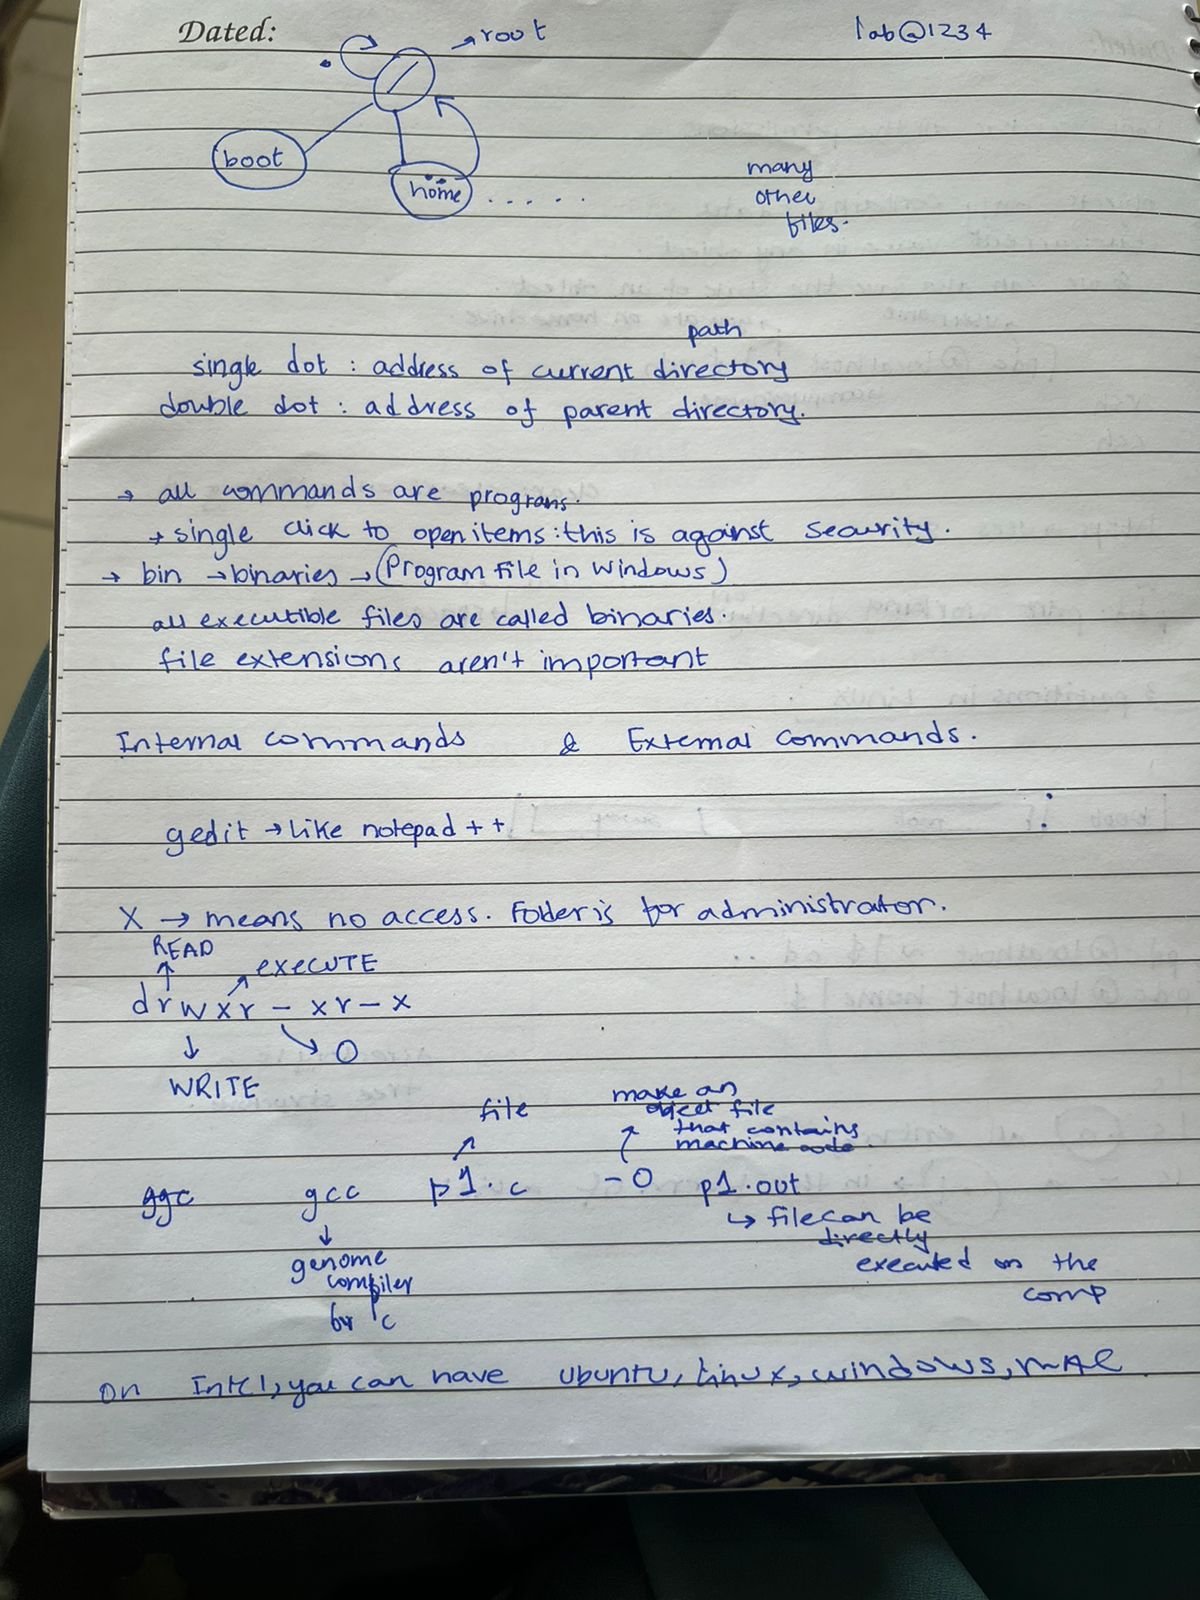 Dated:
root
lab@1234
/
.
boot
..
home
. . . . . .
many
other
files.
path
single dot : address of current directory
double dot : address of parent directory.
→ all commands are programs.
→ single click to open items : this is against security.
→ bin → binaries → (Program File in Windows)
all executible files are called binaries.
file extensions aren't important
Internal commands & External commands.
gedit → like notepad ++
X → means no access. Folder is for administrator.
READ
EXECUTE
drwxr-xr-x
0
WRITE
file
make an
object file
that contains
machine code.
ggc gcc p1.c -o p1.out
↳ file can be
directly
executed on the
comp
genome
compiler
for c
On Intel, you can have Ubuntu, Linux, Windows, MAC